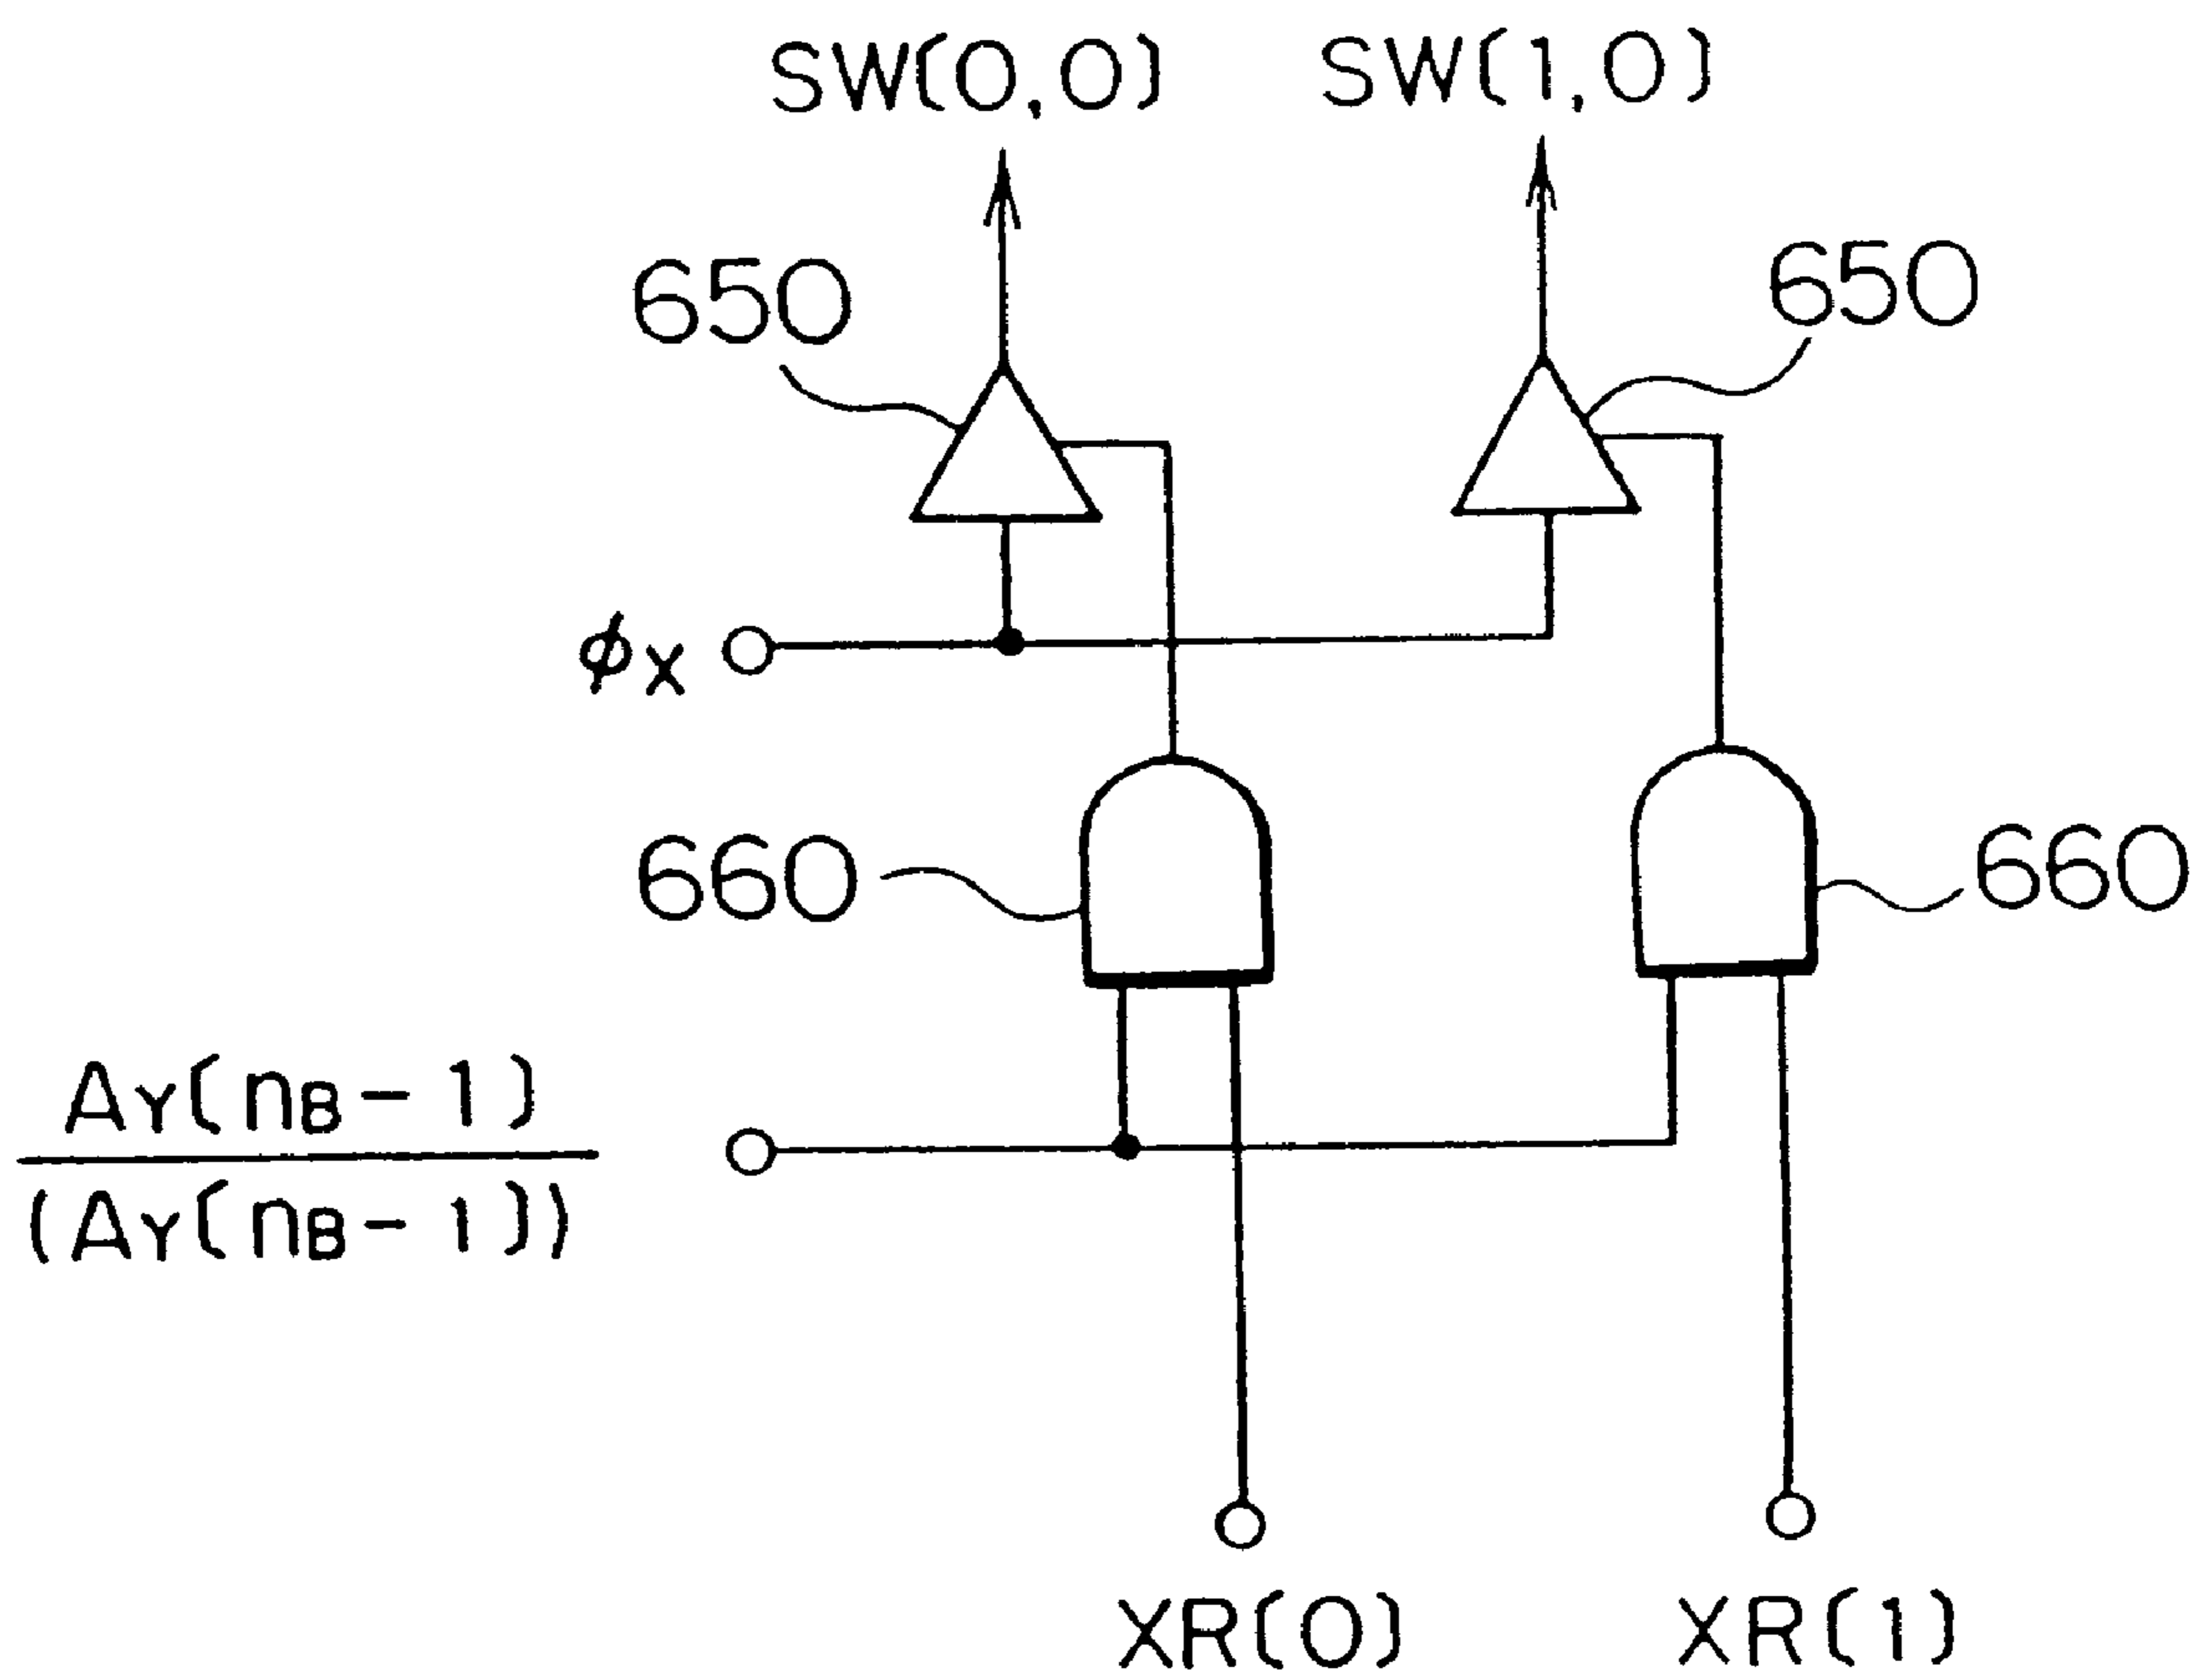 SW(0,0) SW(1,0)
650 650
ϕX
660 660
AY(nB-1)
(AY(nB-1))
XR(0) XR(1)